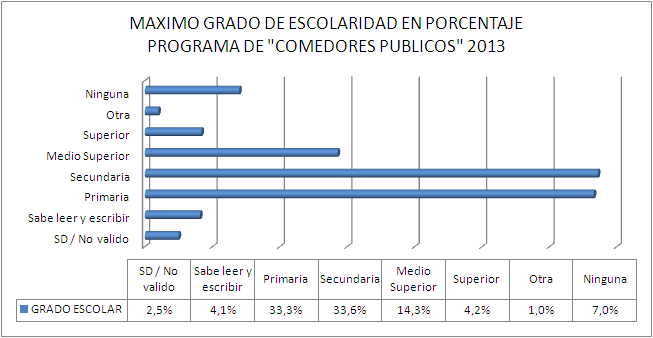 MAXIMO GRADO DE ESCOLARIDAD EN PORCENTAJE
PROGRAMA DE "COMEDORES PUBLICOS" 2013
Ninguna
Otra
Superior
Medio Superior
Secundaria
Primaria
Sabe leer y escribir
SD / No valido
SD / No valido Sabe leer y escribir Primaria Secundaria Medio Superior Superior Otra Ninguna
GRADO ESCOLAR 2,5% 4,1% 33,3% 33,6% 14,3% 4,2% 1,0% 7,0%